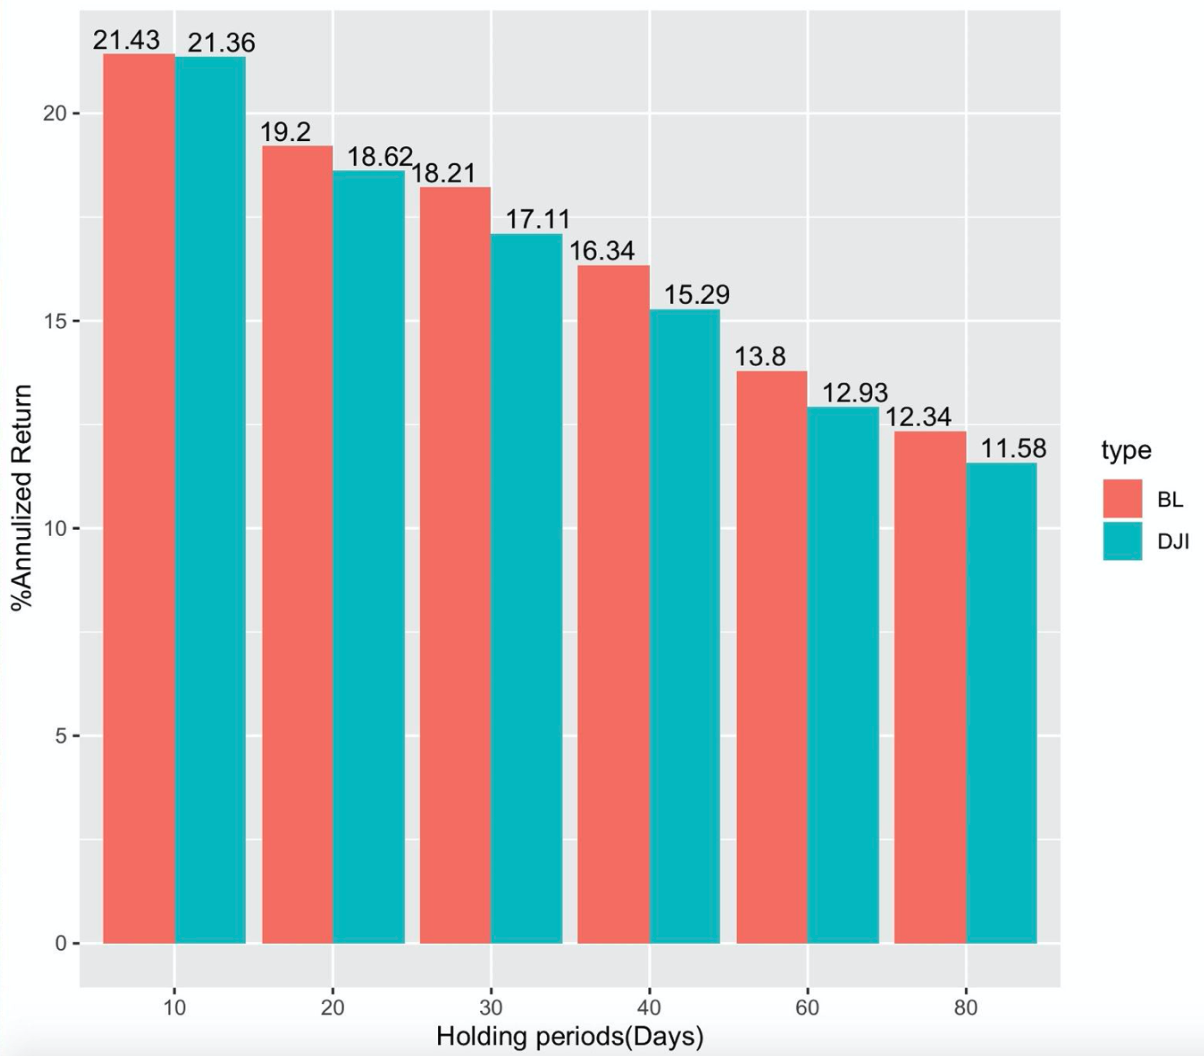 21.43 21.36
19.2 18.62
18.21 17.11
16.34 15.29
13.8 12.93
12.34 11.58
20
15
10
5
0
%Annulized Return
10 20 30 40 60 80
Holding periods(Days)
type
BL
DJI